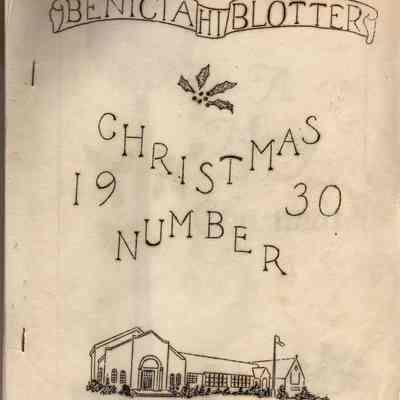 BENICIA HI BLOTTER
CHRISTMAS
19 30
NUMBER